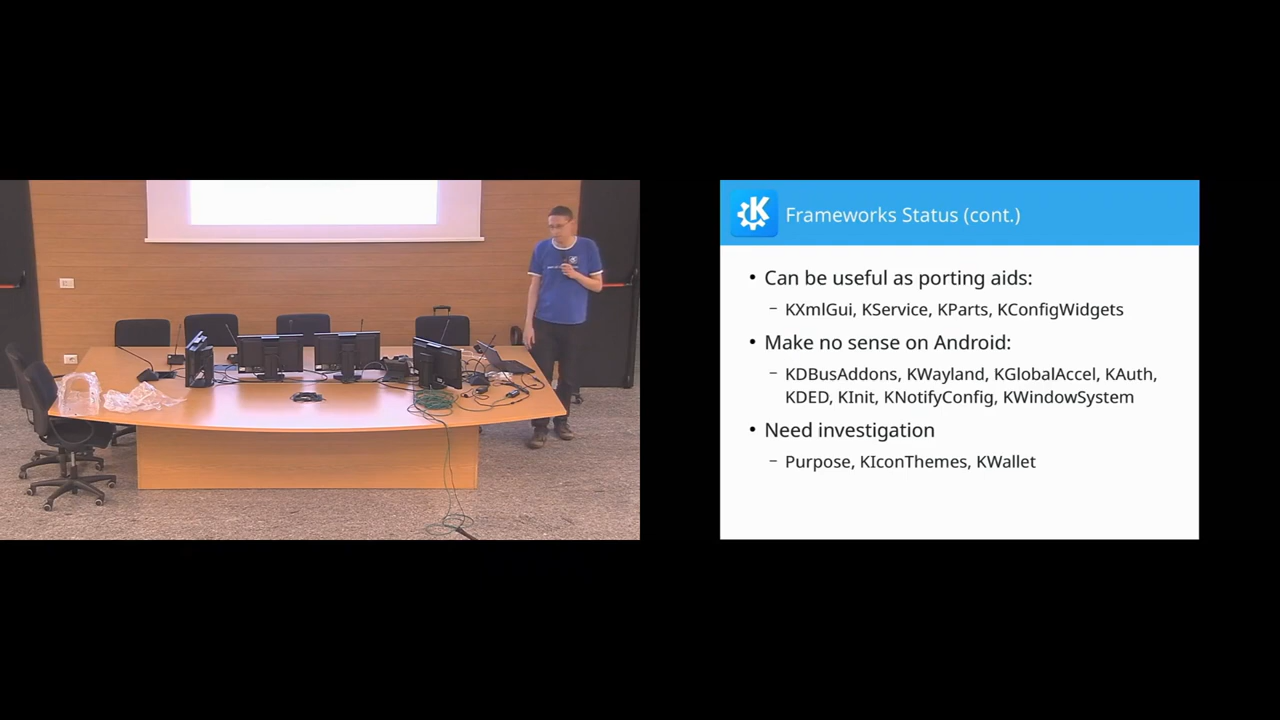 Frameworks Status (cont.)
• Can be useful as porting aids:
– KXmlGui, KService, KParts, KConfigWidgets
• Make no sense on Android:
– KDBusAddons, KWayland, KGlobalAccel, KAuth,
KDED, KInit, KNotifyConfig, KWindowSystem
• Need investigation
– Purpose, KIconThemes, KWallet